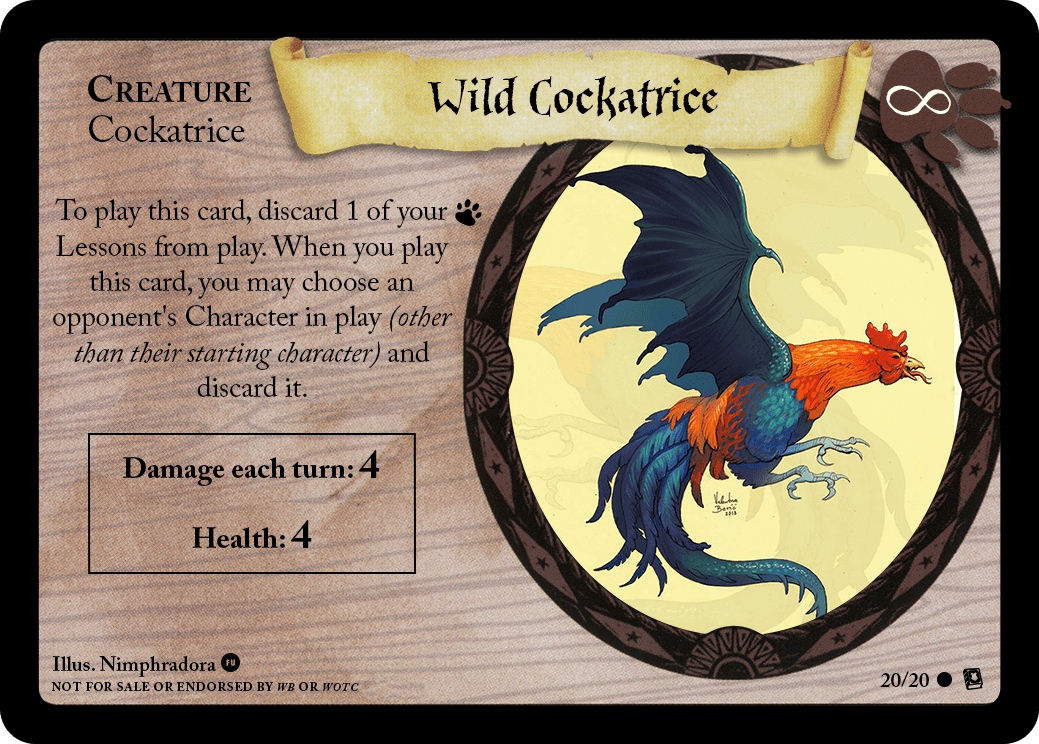 Wild Cockatrice
CREATURE
Cockatrice
∞
To play this card, discard 1 of your
Lessons from play. When you play
this card, you may choose an
opponent's Character in play (other
than their starting character) and
discard it.
Damage each turn: 4
Health: 4
Illus. Nimphradora FU
NOT FOR SALE OR ENDORSED BY WB OR WOTC
20/20
2018